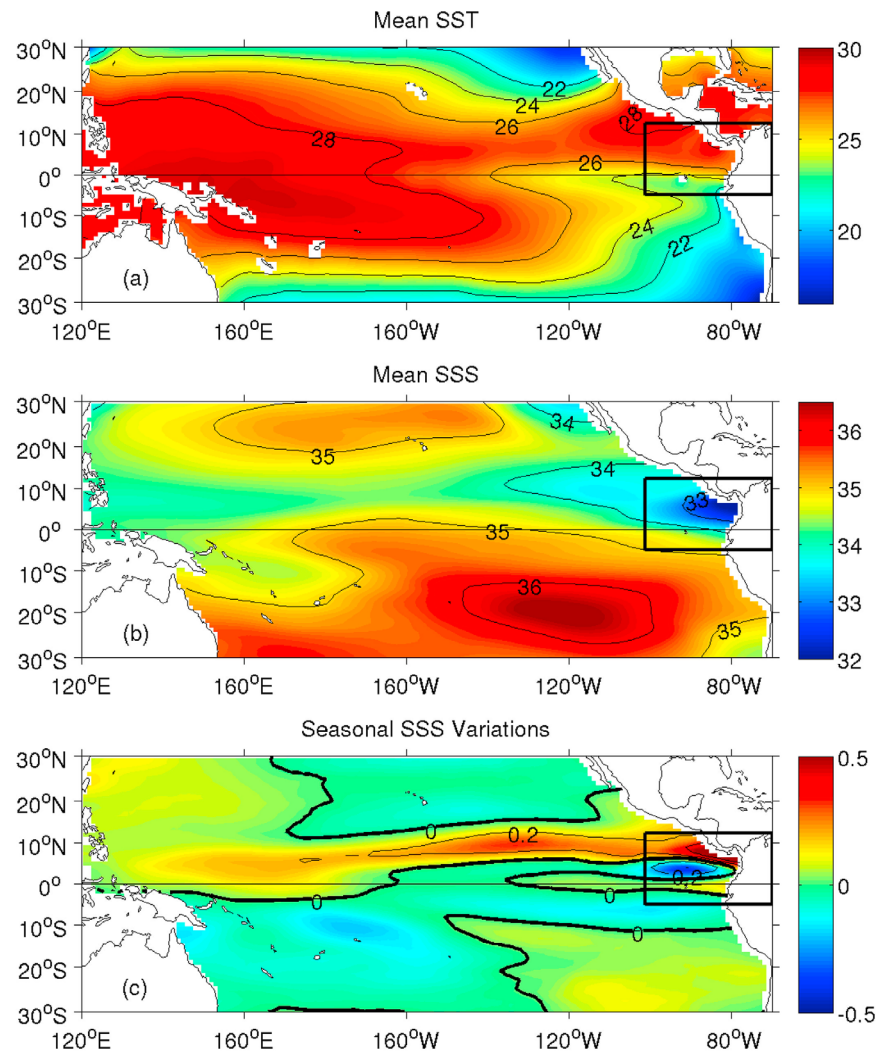 Mean SST
30°N
20°N
10°N
0°
10°S
20°S
30°S
22
24
26
28
28
26
24
22
(a)
30
25
20
120°E 160°E 160°W 120°W 80°W
Mean SSS
30°N
20°N
10°N
0°
10°S
20°S
30°S
34
35
34
33
35
36
35
(b)
36
35
34
33
32
120°E 160°E 160°W 120°W 80°W
Seasonal SSS Variations
30°N
20°N
10°N
0°
10°S
20°S
30°S
0
0.2
0.2
0
0
0
0
(c)
0.5
0
-0.5
120°E 160°E 160°W 120°W 80°W